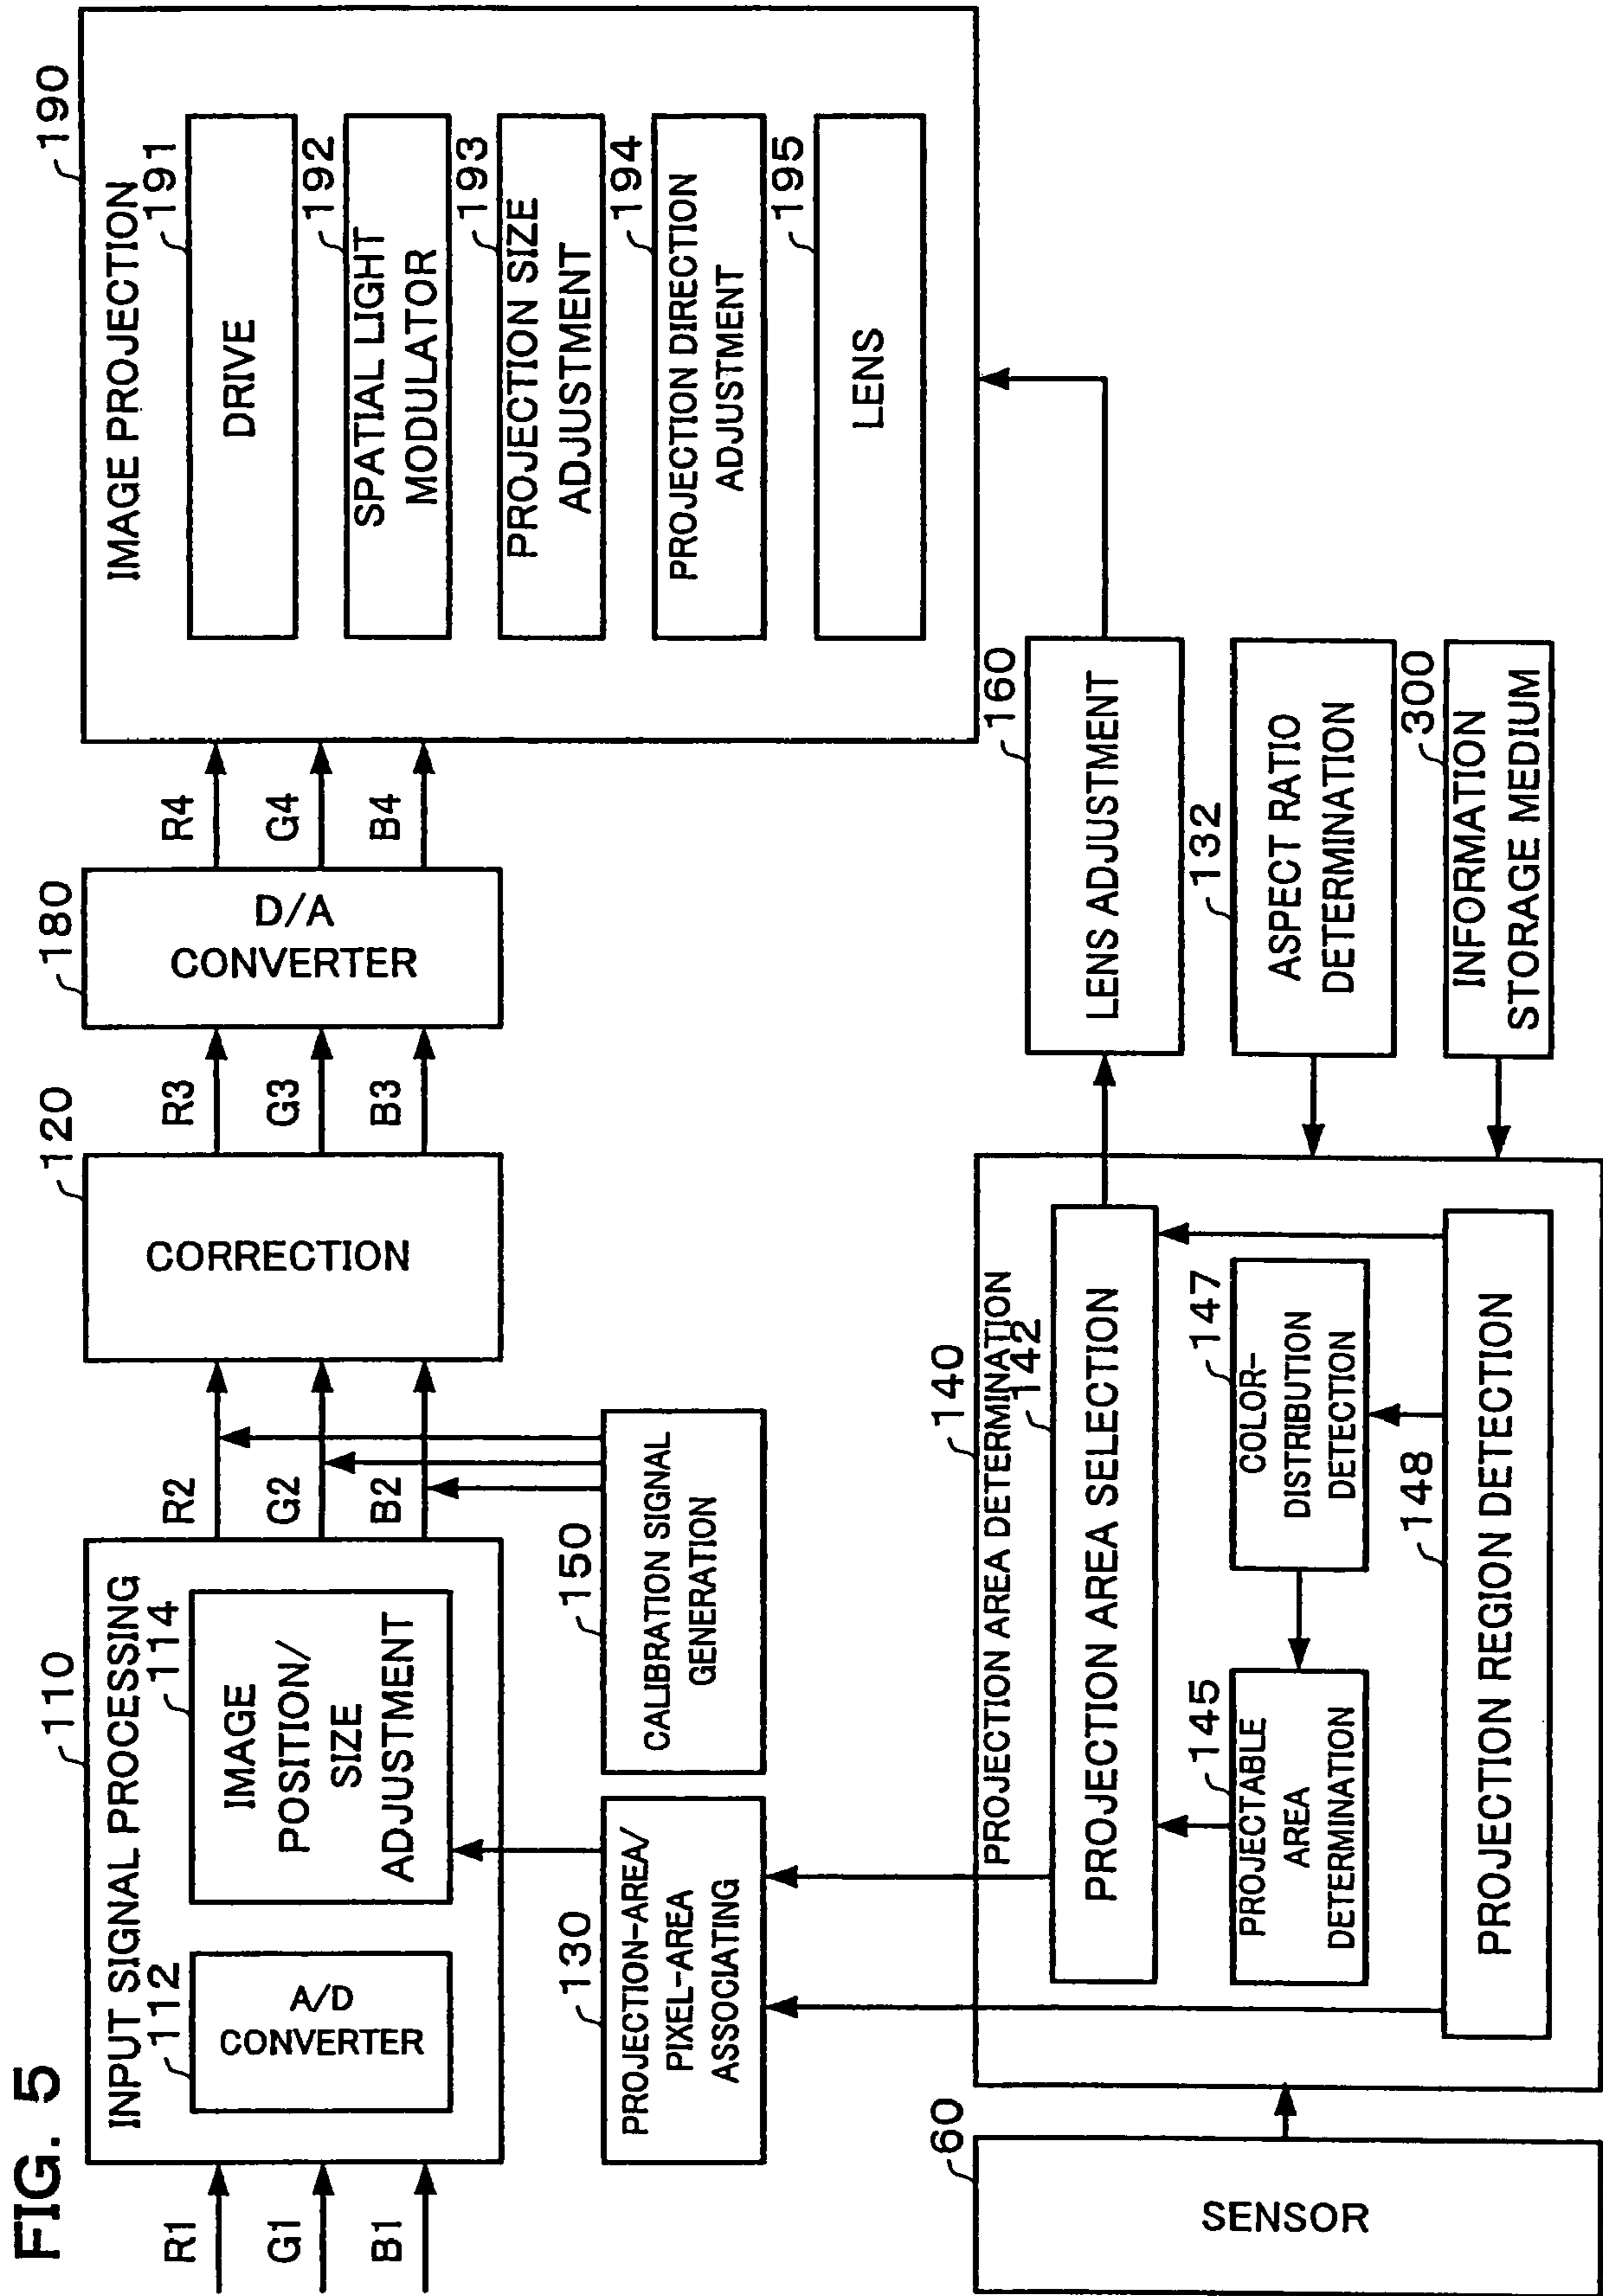 FIG. 5
110
INPUT SIGNAL PROCESSING
112
A/D
CONVERTER
114
IMAGE
POSITION/
SIZE
ADJUSTMENT
R1
G1
B1
R2
G2
B2
120
CORRECTION
R3
G3
B3
180
D/A
CONVERTER
R4
G4
B4
190
IMAGE PROJECTION
191
DRIVE
192
SPATIAL LIGHT
MODULATOR
193
PROJECTION SIZE
ADJUSTMENT
194
PROJECTION DIRECTION
ADJUSTMENT
195
LENS
130
PROJECTION-AREA/
PIXEL-AREA
ASSOCIATING
150
CALIBRATION SIGNAL
GENERATION
60
SENSOR
140
PROJECTION AREA DETERMINATION
142
PROJECTION AREA SELECTION
145
PROJECTABLE
AREA
DETERMINATION
147
COLOR-
DISTRIBUTION
DETECTION
148
PROJECTION REGION DETECTION
160
LENS ADJUSTMENT
132
ASPECT RATIO
DETERMINATION
300
INFORMATION
STORAGE MEDIUM